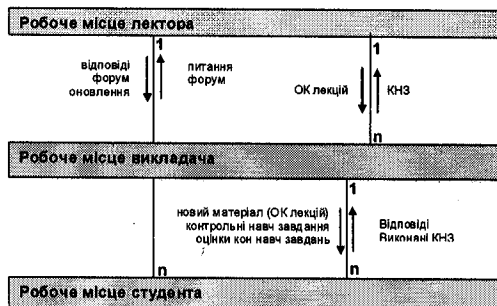 Робоче місце лектора
1
відповіді
форум
оновлення
питання
форум
1
ОК лекцій
КНЗ
n
Робоче місце викладача
1
новий матеріал (ОК лекцій)
контрольні навч завдання
оцінки кон навч завдань
Відповіді
Виконані КНЗ
n
n
Робоче місце студента